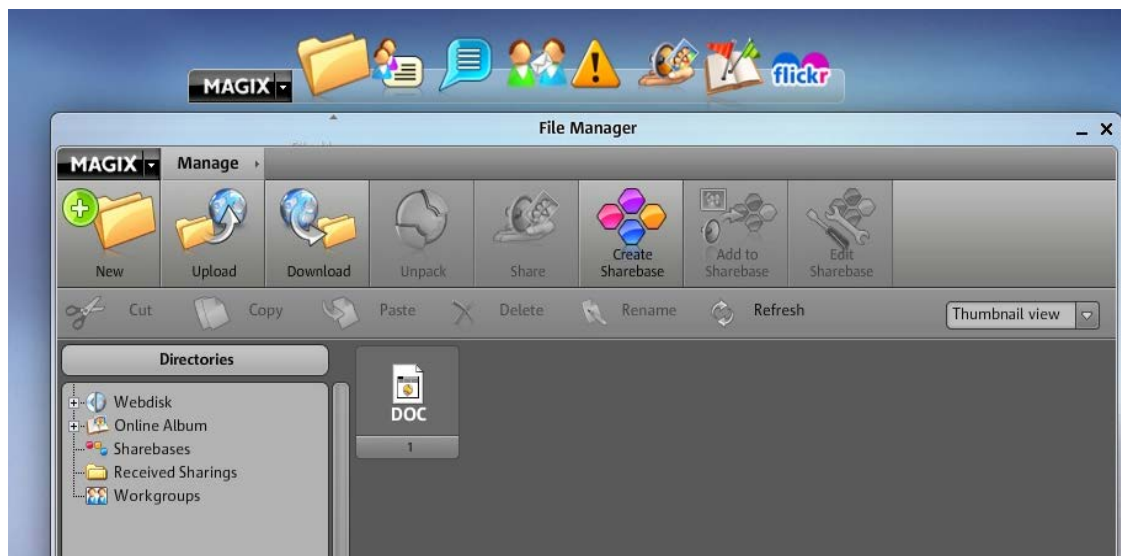 MAGIX
flickr
File Manager
MAGIX Manage
New Upload Download Unpack Share Create Sharebase Add to Sharebase Edit Sharebase
Cut Copy Paste Delete Rename Refresh Thumbnail view
Directories
Webdisk
Online Album
Sharebases
Received Sharings
Workgroups
DOC
1